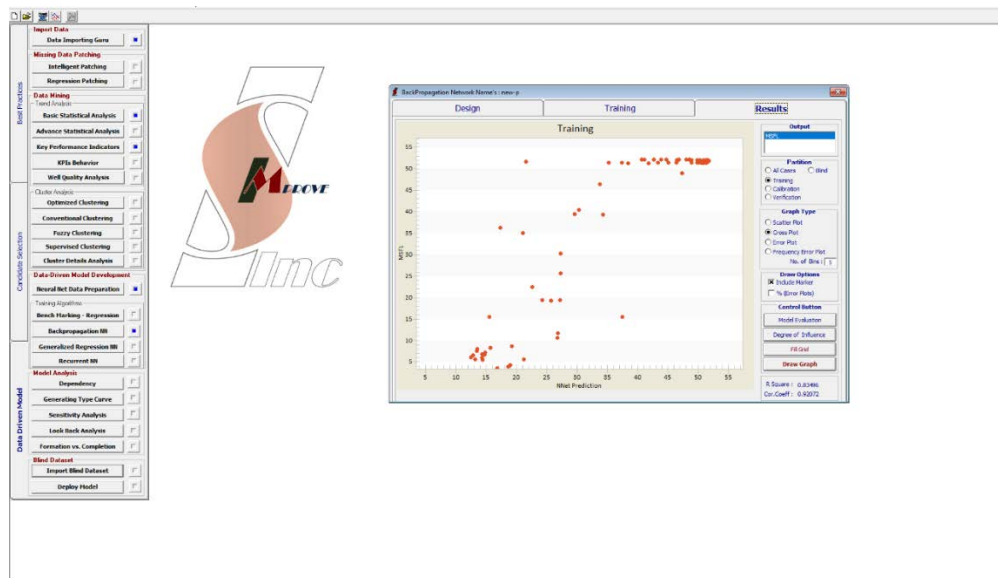 Import Data
Data Importing Guru
Missing Data Patching
Intelligent Patching
Regression Patching
Data Mining
Trend Analysis
Basic Statistical Analysis
Advance Statistical Analysis
Key Performance Indicators
KPIs Behavior
Well Quality Analysis
Cluster Analysis
Optimized Clustering
Conventional Clustering
Fuzzy Clustering
Supervised Clustering
Cluster Details Analysis
Data-Driven Model Development
Neural Net Data Preparation
Training Algorithms
Bench Marking - Regression
Backpropagation NN
Generalized Regression NN
Recurrent NN
Model Analysis
Dependency
Generating Type Curve
Sensitivity Analysis
Look Back Analysis
Formation vs. Completion
Blind Dataset
Import Blind Dataset
Deploy Model
Best Practices
Candidate Selection
Data Driven Model
IMPROVE
Inc
BackPropagation Network Name's : new-p
Design
Training
Results
Training
MSFL
55
50
45
40
35
30
25
20
15
10
5
5
10
15
20
25
30
35
40
45
50
55
NNet Prediction
Output
MSFL
Partition
All Cases
Blind
Training
Calibration
Verification
Graph Type
Scatter Plot
Cross Plot
Error Plot
Frequency Error Plot
No. of Bins : 5
Draw Options
Include Marker
% (Error Plots)
Control Button
Model Evaluation
Degree of Influence
Fill Grid
Draw Graph
R Square : 0.83486
Cor.Coeff : 0.92072